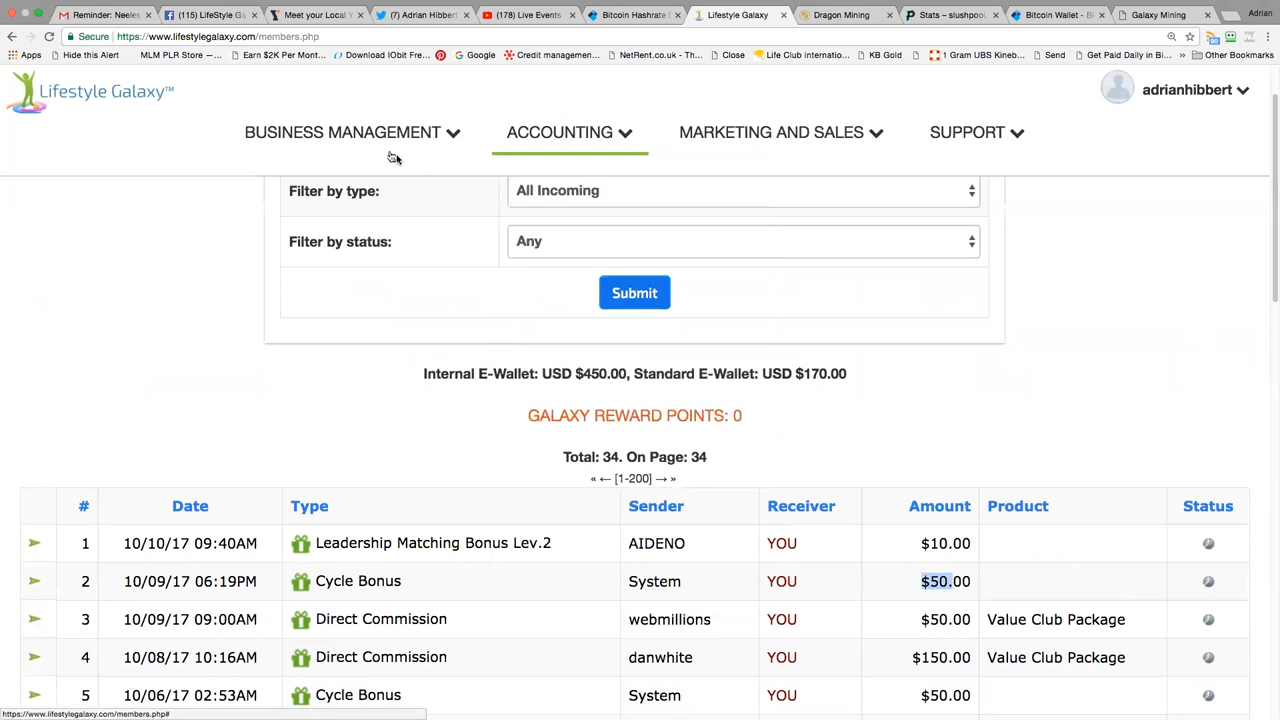 Reminder: Neeles
(115) LifeStyle Ga
Meet your Local Y
(7) Adrian Hibbert
(178) Live Events
Bitcoin Hashrate
Lifestyle Galaxy
Dragon Mining
Stats – slushpool.
Bitcoin Wallet - Bi
Galaxy Mining
Adrian
Secure
https://www.lifestylegalaxy.com/members.php
Apps
Hide this Alert
MLM PLR Store...
Earn $2K Per Mont...
Download IObit Fre...
Google
Credit managemen...
NetRent.co.uk - Th...
Close
Life Club internatio...
KB Gold
1 Gram UBS Kineb...
Send
Get Paid Daily in Bi...
Other Bookmarks
Lifestyle Galaxy™
adrianhibbert
BUSINESS MANAGEMENT
ACCOUNTING
MARKETING AND SALES
SUPPORT
Filter by type:
All Incoming
Filter by status:
Any
Submit
Internal E-Wallet: USD $450.00, Standard E-Wallet: USD $170.00
GALAXY REWARD POINTS: 0
Total: 34. On Page: 34
« ← [1-200] → »
# Date Type Sender Receiver Amount Product Status
1 10/10/17 09:40AM Leadership Matching Bonus Lev.2 AIDENO YOU $10.00
2 10/09/17 06:19PM Cycle Bonus System YOU $50.00
3 10/09/17 09:00AM Direct Commission webmillions YOU $50.00 Value Club Package
4 10/08/17 10:16AM Direct Commission danwhite YOU $150.00 Value Club Package
5 10/06/17 02:53AM Cycle Bonus System YOU $50.00
https://www.lifestylegalaxy.com/members.php#